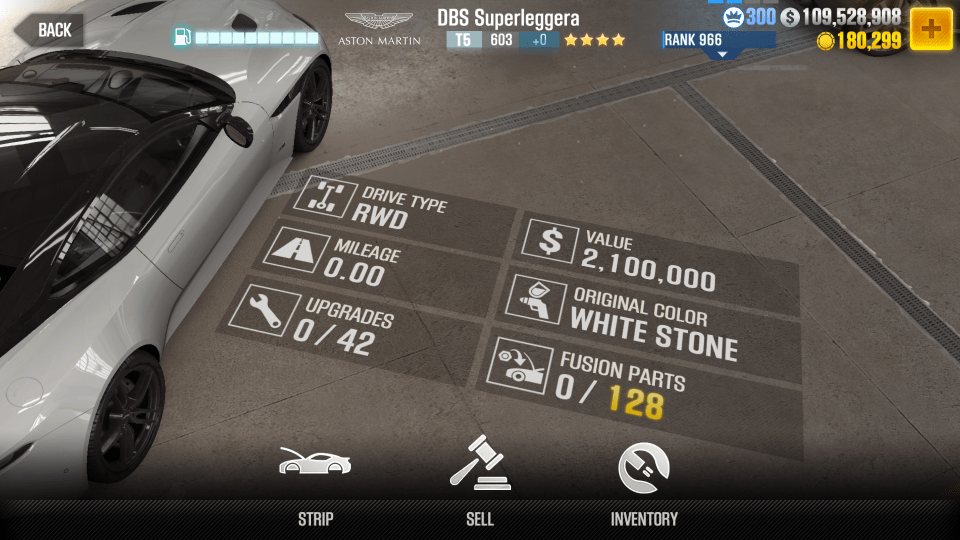 BACK
ASTON MARTIN
DBS Superleggera
T5 603 +0
RANK 966
300 $ 109,528,908
180,299
DRIVE TYPE
RWD
MILEAGE
0.00
UPGRADES
0 / 42
$ VALUE
2,100,000
ORIGINAL COLOR
WHITE STONE
FUSION PARTS
0 / 128
STRIP
SELL
INVENTORY